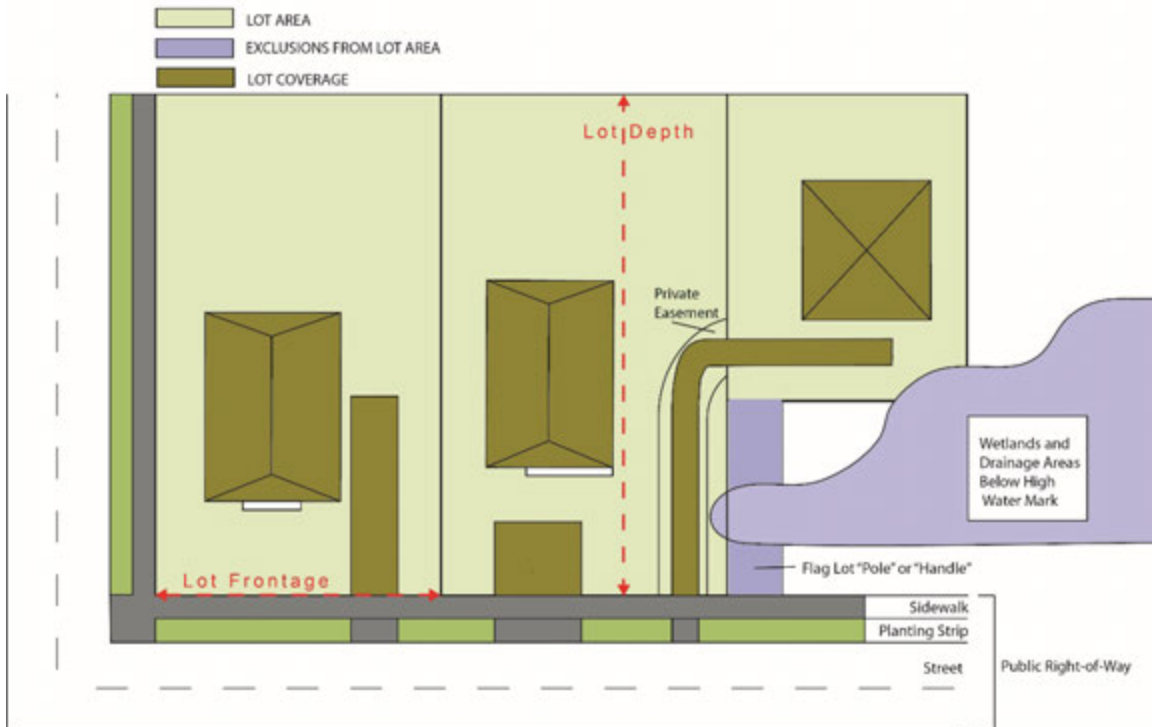 LOT AREA
EXCLUSIONS FROM LOT AREA
LOT COVERAGE
Lot Depth
Private
Easement
Wetlands and
Drainage Areas
Below High
Water Mark
Flag Lot "Pole" or "Handle"
Lot Frontage
Sidewalk
Planting Strip
Street
Public Right-of-Way